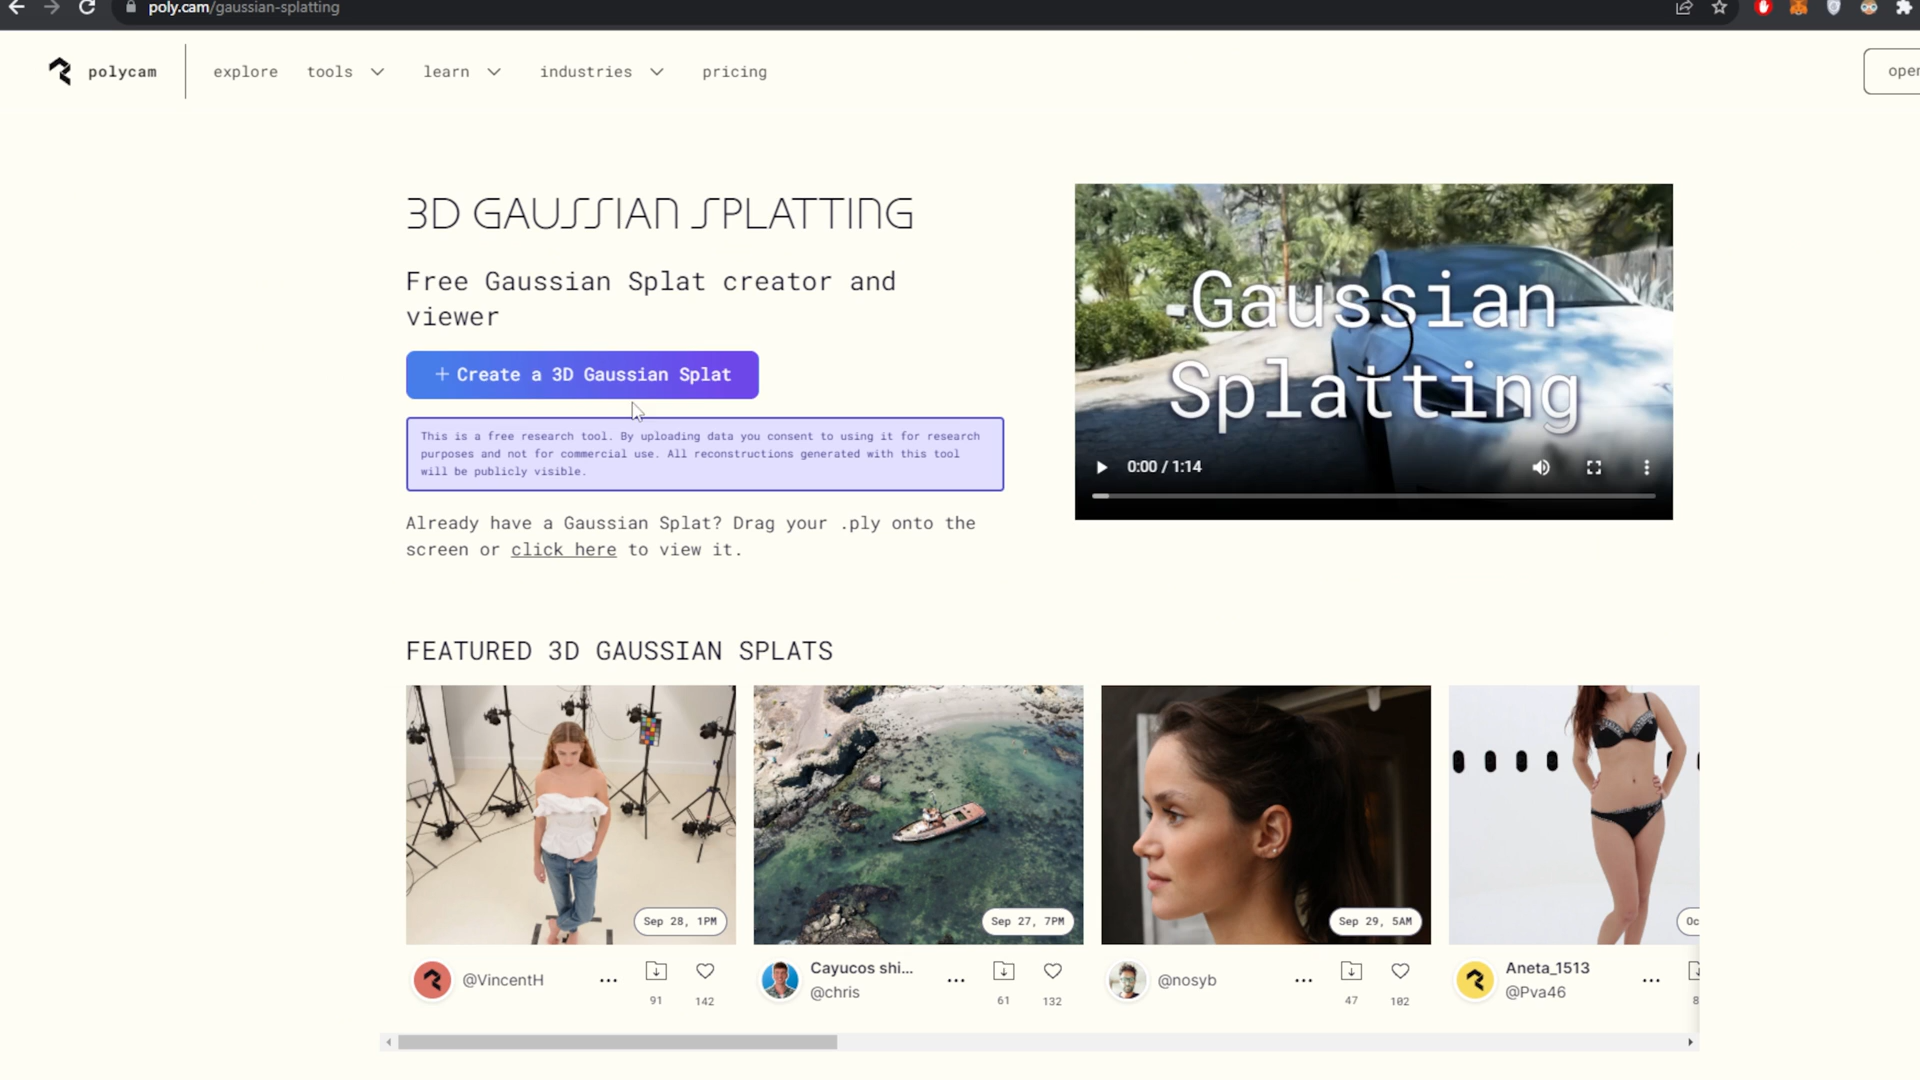 poly.cam/gaussian-splatting
polycam
explore
tools
learn
industries
pricing
3D GAUSSIAN SPLATTING
Free Gaussian Splat creator and
viewer
+ Create a 3D Gaussian Splat
This is a free research tool. By uploading data you consent to using it for research
purposes and not for commercial use. All reconstructions generated with this tool
will be publicly visible.
Already have a Gaussian Splat? Drag your .ply onto the
screen or click here to view it.
Gaussian
Splatting
0:00 / 1:14
FEATURED 3D GAUSSIAN SPLATS
Sep 28, 1PM
Sep 27, 7PM
Sep 29, 5AM
@VincentH
91
142
Cayucos shi...
@chris
61
132
@nosyb
47
102
Aneta_1513
@Pva46